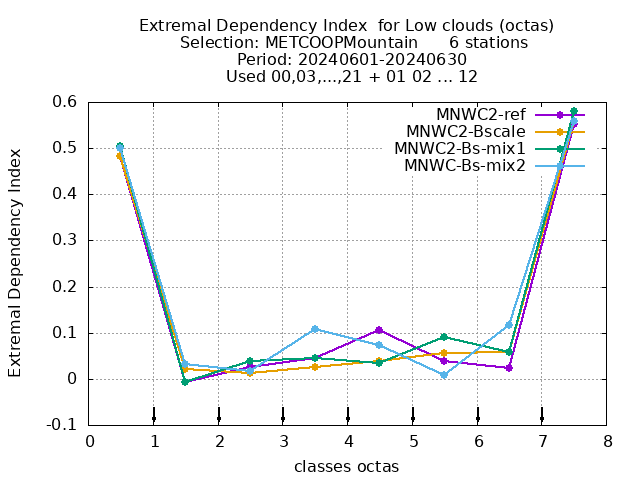 Extremal Dependency Index  for Low clouds (octas)
Selection: METCOOPMountain      6 stations
Period: 20240601-20240630
Used 00,03,...,21 + 01 02 ... 12
MNWC2-ref
MNWC2-Bscale
MNWC2-Bs-mix1
MNWC-Bs-mix2
Extremal Dependency Index
0.6
0.5
0.4
0.3
0.2
0.1
0
-0.1
0 1 2 3 4 5 6 7 8
classes octas